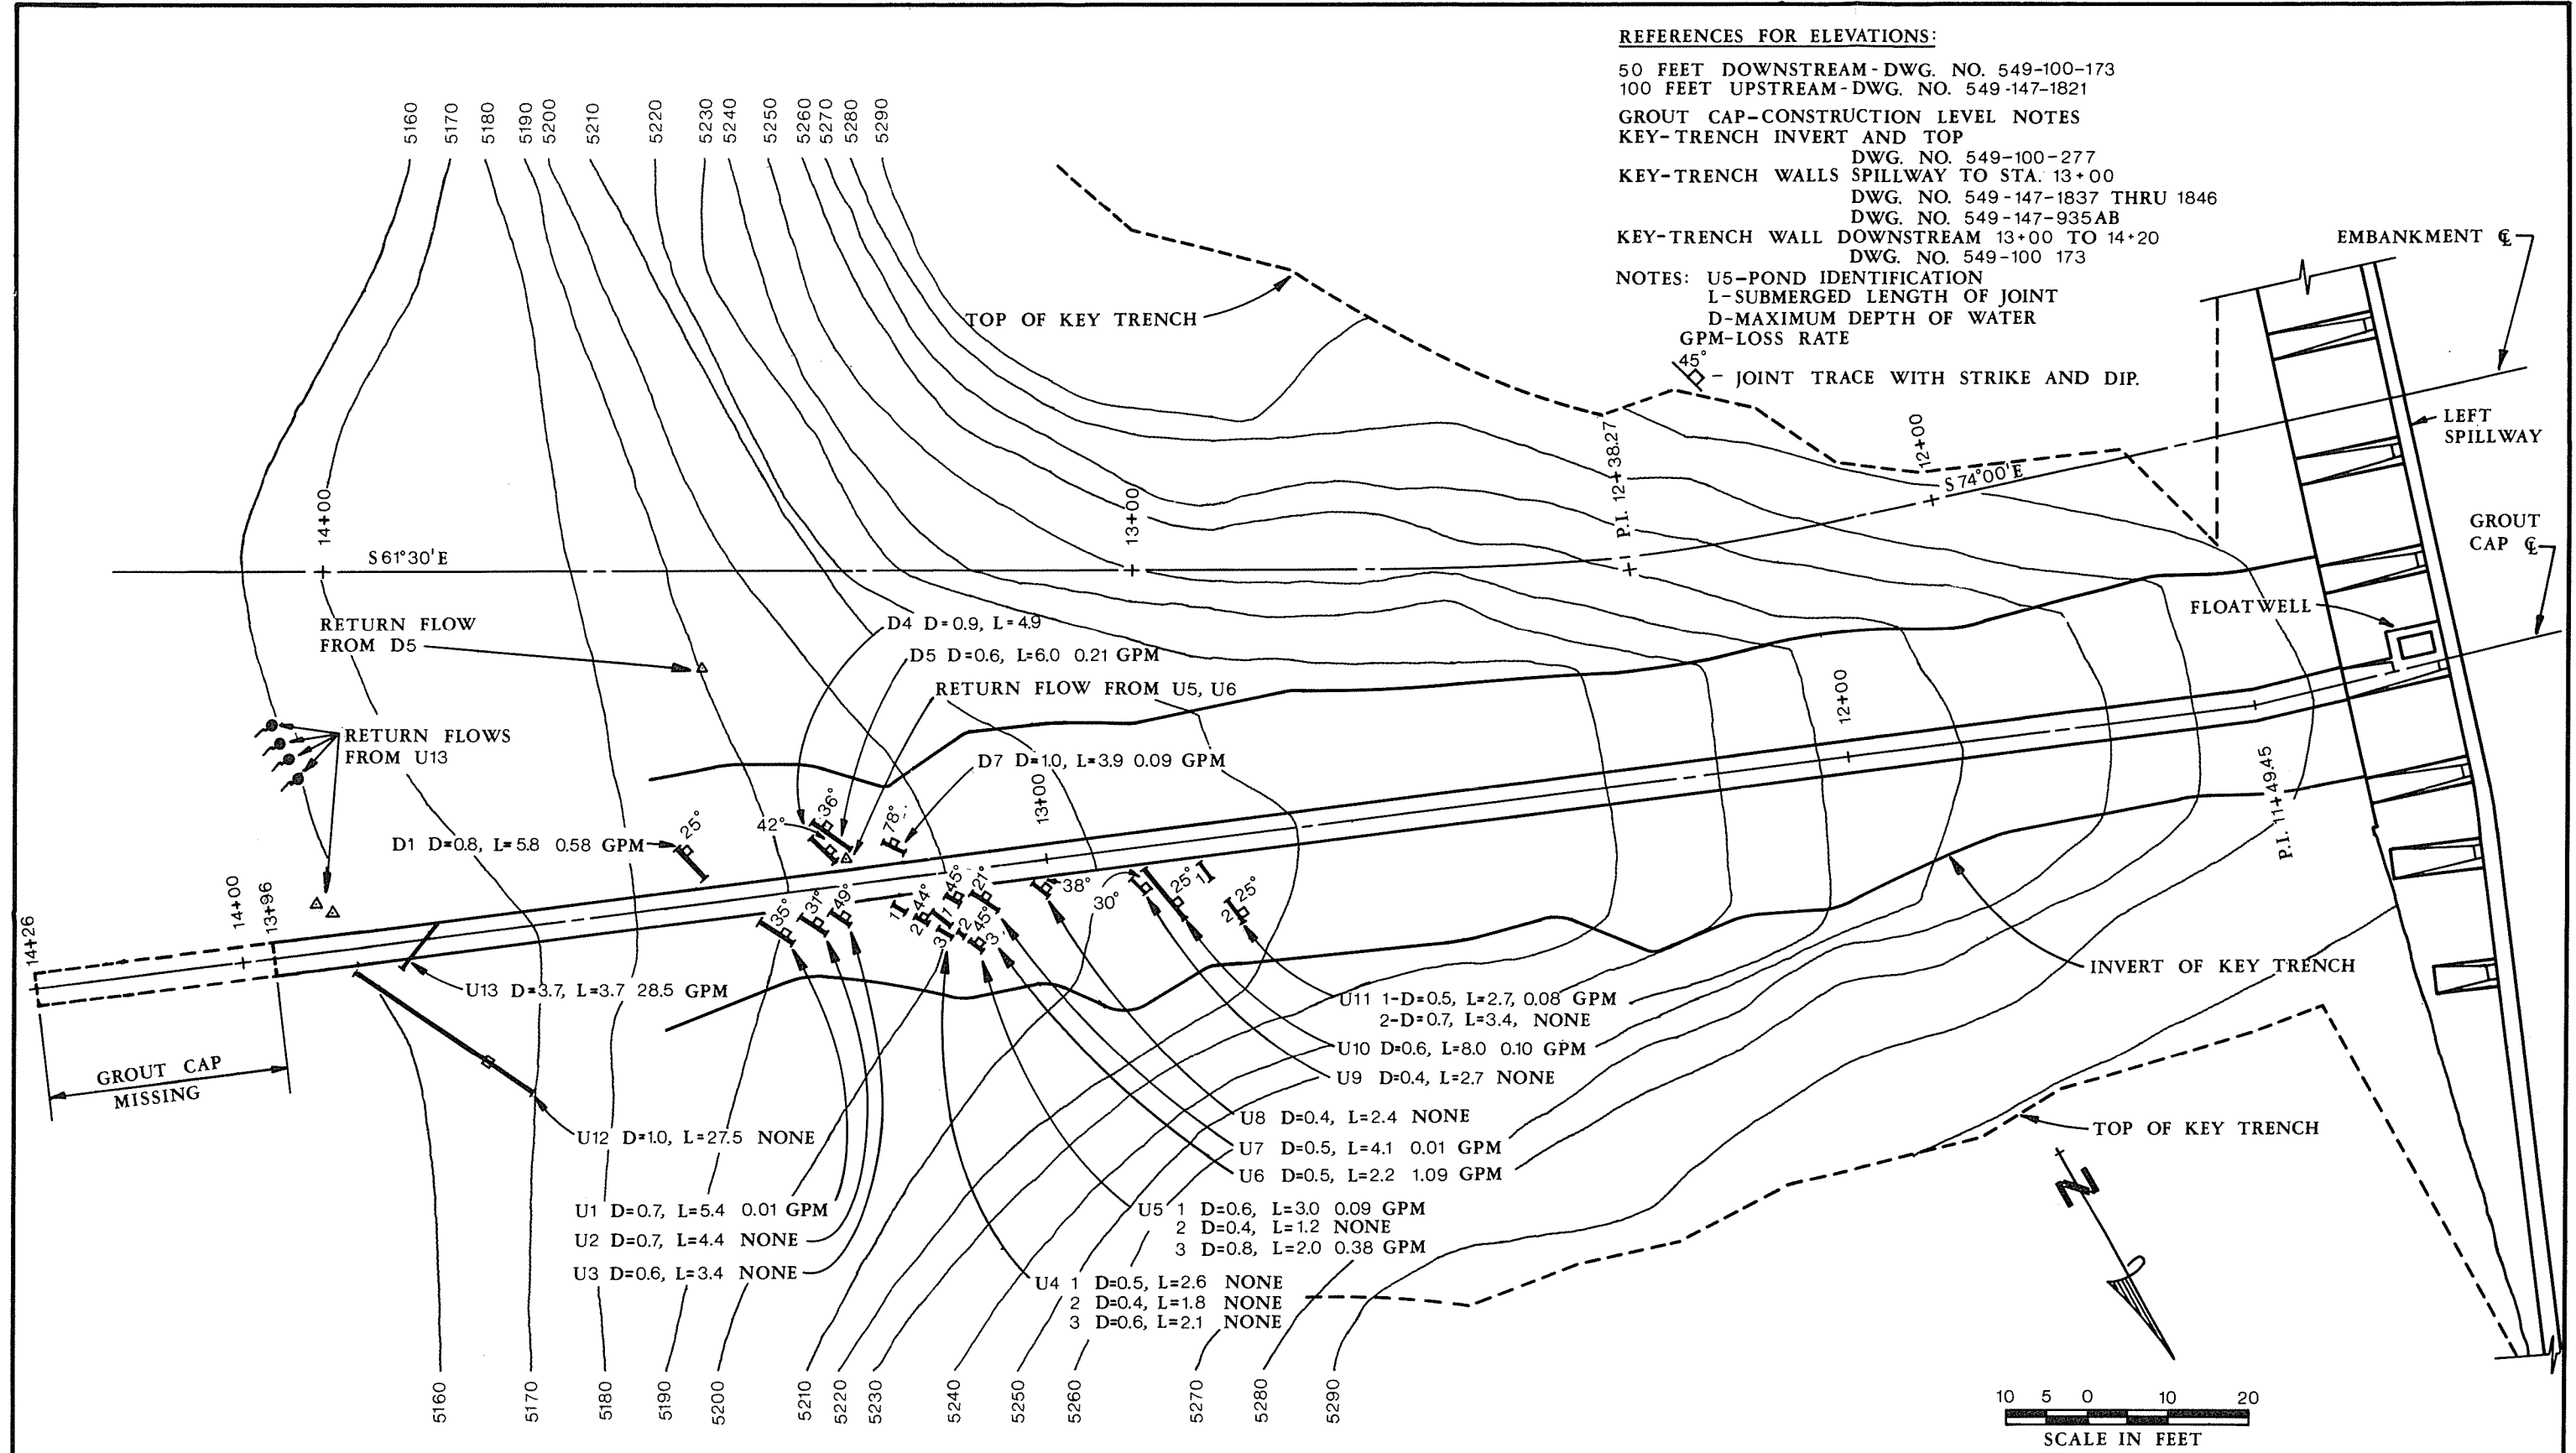 REFERENCES FOR ELEVATIONS:
50 FEET DOWNSTREAM-DWG. NO. 549-100-173
100 FEET UPSTREAM-DWG. NO. 549-147-1821
GROUT CAP-CONSTRUCTION LEVEL NOTES
KEY-TRENCH INVERT AND TOP
DWG. NO. 549-100-277
KEY-TRENCH WALLS SPILLWAY TO STA. 13+00
DWG. NO. 549-147-1837 THRU 1846
DWG. NO. 549-147-935AB
KEY-TRENCH WALL DOWNSTREAM 13+00 TO 14+20
DWG. NO. 549-100 173
NOTES: U5-POND IDENTIFICATION
L-SUBMERGED LENGTH OF JOINT
D-MAXIMUM DEPTH OF WATER
GPM-LOSS RATE
45°
- JOINT TRACE WITH STRIKE AND DIP.
5160
5170
5180
5190
5200
5210
5220
5230
5240
5250
5260
5270
5280
5290
EMBANKMENT ℄
TOP OF KEY TRENCH
LEFT
SPILLWAY
GROUT
CAP ℄
14+00
13+00
P.I. 12+38.27
12+00
S 74°00'E
S 61°30'E
FLOATWELL
RETURN FLOW
FROM D5
D4 D=0.9, L=4.9
D5 D=0.6, L=6.0 0.21 GPM
RETURN FLOW FROM U5, U6
RETURN FLOWS
FROM U13
D7 D=1.0, L=3.9 0.09 GPM
12+00
13+00
P.I. 11+49.45
D1 D=0.8, L=5.8 0.58 GPM
25°
42°
36°
78°
14+26
14+00
13+96
35°
31°
49°
1
44°
2
3
1
45°
2
45°
3
21°
38°
30°
25°
1
2
25°
U13 D=3.7, L=3.7 28.5 GPM
INVERT OF KEY TRENCH
U11 1-D=0.5, L=2.7, 0.08 GPM
2-D=0.7, L=3.4, NONE
U10 D=0.6, L=8.0 0.10 GPM
U9 D=0.4, L=2.7 NONE
GROUT CAP
MISSING
U8 D=0.4, L=2.4 NONE
U12 D=1.0, L=27.5 NONE
U7 D=0.5, L=4.1 0.01 GPM
U6 D=0.5, L=2.2 1.09 GPM
TOP OF KEY TRENCH
U1 D=0.7, L=5.4 0.01 GPM
U2 D=0.7, L=4.4 NONE
U3 D=0.6, L=3.4 NONE
U5 1 D=0.6, L=3.0 0.09 GPM
2 D=0.4, L=1.2 NONE
3 D=0.8, L=2.0 0.38 GPM
U4 1 D=0.5, L=2.6 NONE
2 D=0.4, L=1.8 NONE
3 D=0.6, L=2.1 NONE
N
5160
5170
5180
5190
5200
5210
5220
5230
5240
5250
5260
5270
5280
5290
10 5 0 10 20
SCALE IN FEET